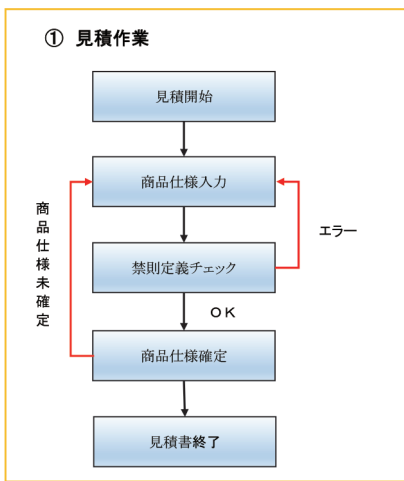 ① 見積作業
見積開始
商品仕様入力
商品仕様未確定
エラー
禁則定義チェック
OK
商品仕様確定
見積書終了